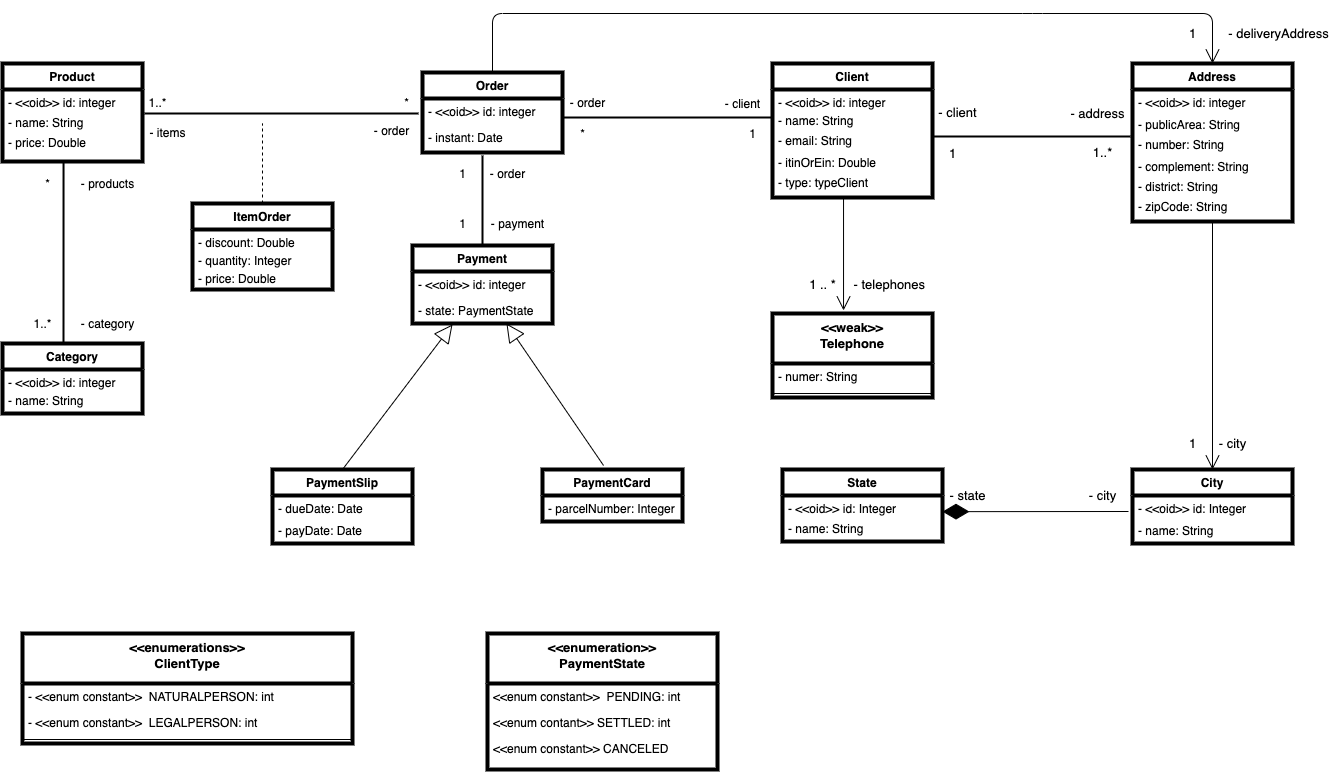 1
- deliveryAddress
Product
- <<oid>> id: integer
- name: String
- price: Double
1..*
- items
*
- order
Order
- <<oid>> id: integer
- instant: Date
- order
*
- client
1
Client
- <<oid>> id: integer
- name: String
- email: String
- itinOrEin: Double
- type: typeClient
- client
1
- address
1..*
Address
- <<oid>> id: integer
- publicArea: String
- number: String
- complement: String
- district: String
- zipCode: String
* - products
1 - order
ItemOrder
- discount: Double
- quantity: Integer
- price: Double
1 - payment
Payment
- <<oid>> id: integer
- state: PaymentState
1 .. * - telephones
<<weak>>
Telephone
- numer: String
1..* - category
Category
- <<oid>> id: integer
- name: String
1 - city
PaymentSlip
- dueDate: Date
- payDate: Date
PaymentCard
- parcelNumber: Integer
State
- <<oid>> id: Integer
- name: String
- state
- city
City
- <<oid>> id: Integer
- name: String
<<enumerations>>
ClientType
- <<enum constant>> NATURALPERSON: int
- <<enum constant>> LEGALPERSON: int
<<enumeration>>
PaymentState
<<enum constant>> PENDING: int
<<enum contant>> SETTLED: int
<<enum constant>> CANCELED